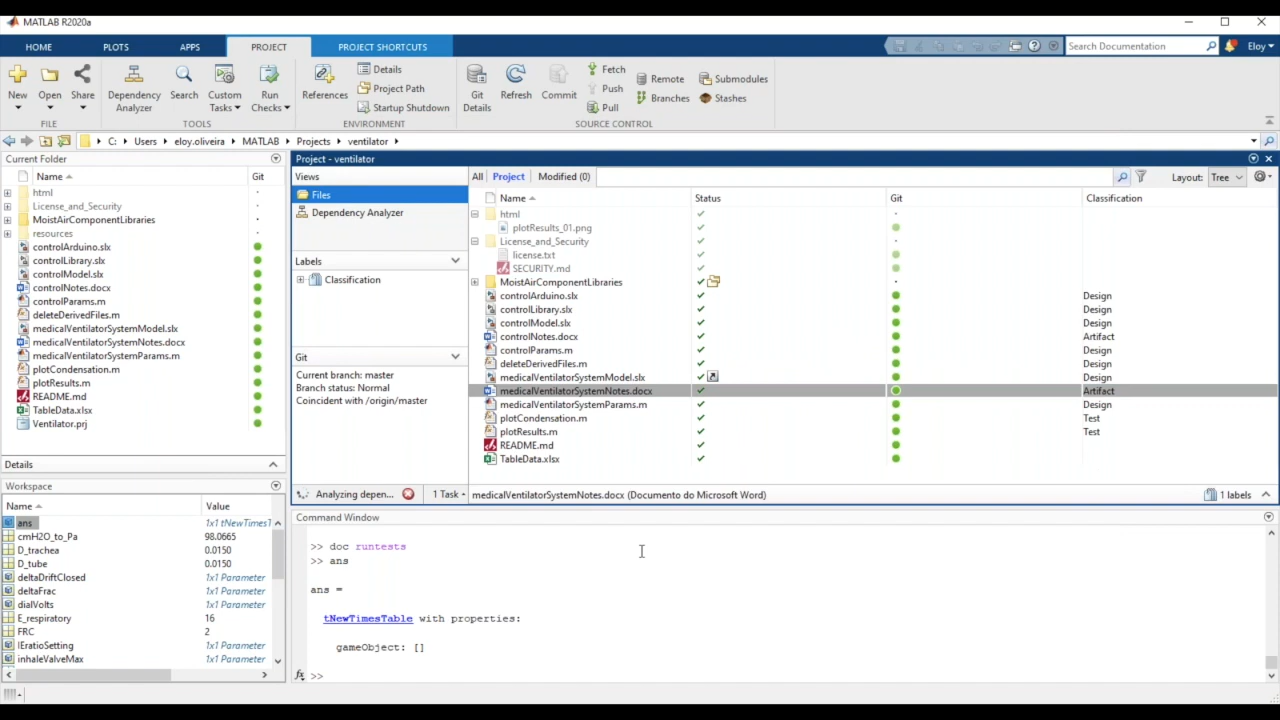 MATLAB R2020a
HOME PLOTS APPS PROJECT PROJECT SHORTCUTS Search Documentation Eloy
New Open Share Dependency Analyzer Search Custom Tasks Run Checks References Details Project Path Startup Shutdown Git Details Refresh Commit Fetch Push Pull Remote Branches Submodules Stashes
FILE TOOLS ENVIRONMENT SOURCE CONTROL
C: Users eloy.oliveira MATLAB Projects ventilator
Current Folder
Name Git
html
License_and_Security
MoistAirComponentLibraries
resources
controlArduino.slx
controlLibrary.slx
controlModel.slx
controlNotes.docx
controlParams.m
deleteDerivedFiles.m
medicalVentilatorSystemModel.slx
medicalVentilatorSystemNotes.docx
medicalVentilatorSystemParams.m
plotCondensation.m
plotResults.m
README.md
TableData.xlsx
Ventilator.prj
Details
Workspace
Name Value
ans 1x1 tNewTimesT
cmH2O_to_Pa 98.0665
D_trachea 0.0150
D_tube 0.0150
deltaDriftClosed 1x1 Parameter
deltaFrac 1x1 Parameter
dialVolts 1x1 Parameter
E_respiratory 16
FRC 2
IEratioSetting 1x1 Parameter
inhaleValveMax 1x1 Parameter
Project - ventilator
Views
Files
Dependency Analyzer
Labels
Classification
Git
Current branch: master
Branch status: Normal
Coincident with /origin/master
Analyzing depen... 1 Task
All Project Modified (0) Layout: Tree
Name Status Git Classification
html
plotResults_01.png
License_and_Security
license.txt
SECURITY.md
MoistAirComponentLibraries
controlArduino.slx Design
controlLibrary.slx Design
controlModel.slx Design
controlNotes.docx Artifact
controlParams.m Design
deleteDerivedFiles.m Design
medicalVentilatorSystemModel.slx Design
medicalVentilatorSystemNotes.docx Artifact
medicalVentilatorSystemParams.m Design
plotCondensation.m Test
plotResults.m Test
README.md
TableData.xlsx
medicalVentilatorSystemNotes.docx (Documento do Microsoft Word) 1 labels
Command Window
>> doc runtests
>> ans
ans =
tNewTimesTable with properties:
gameObject: []
fx >>